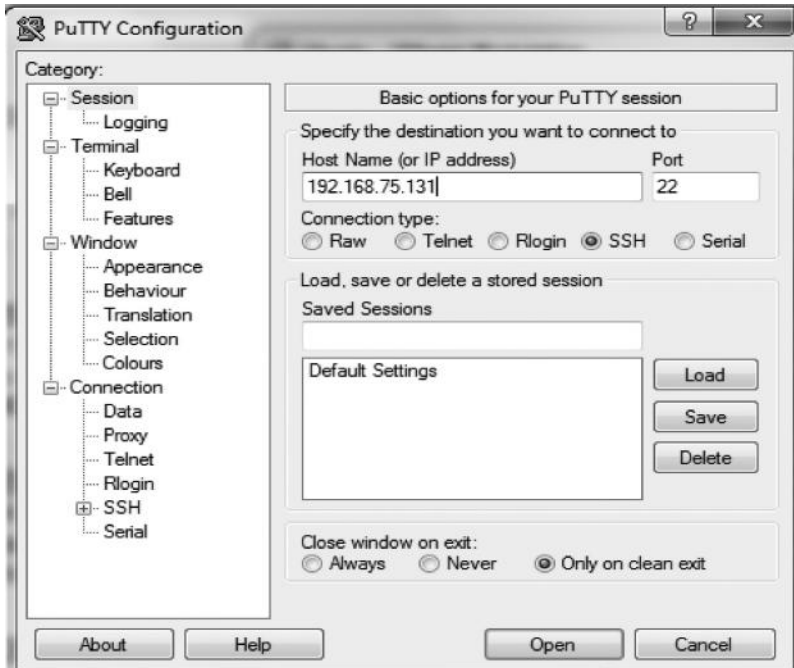 PuTTY Configuration
?
X
Category:
Session
Logging
Terminal
Keyboard
Bell
Features
Window
Appearance
Behaviour
Translation
Selection
Colours
Connection
Data
Proxy
Telnet
Rlogin
SSH
Serial
Basic options for your PuTTY session
Specify the destination you want to connect to
Host Name (or IP address) Port
192.168.75.131 22
Connection type:
Raw Telnet Rlogin SSH Serial
Load, save or delete a stored session
Saved Sessions
Default Settings
Load
Save
Delete
Close window on exit:
Always Never Only on clean exit
About Help Open Cancel